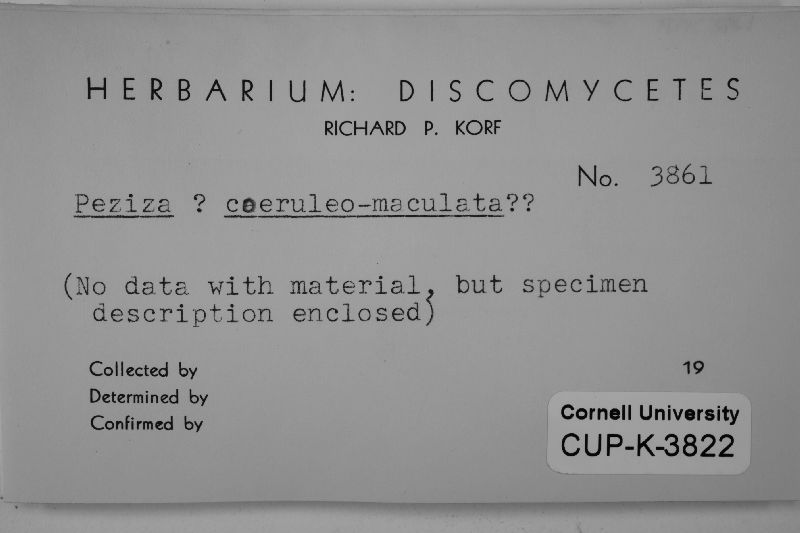 HERBARIUM: DISCOMYCETES
RICHARD P. KORF
No. 3861
Peziza ? coeruleo-maculata??
(No data with material, but specimen
description enclosed)
Collected by 19
Determined by
Confirmed by
Cornell University
CUP-K-3822